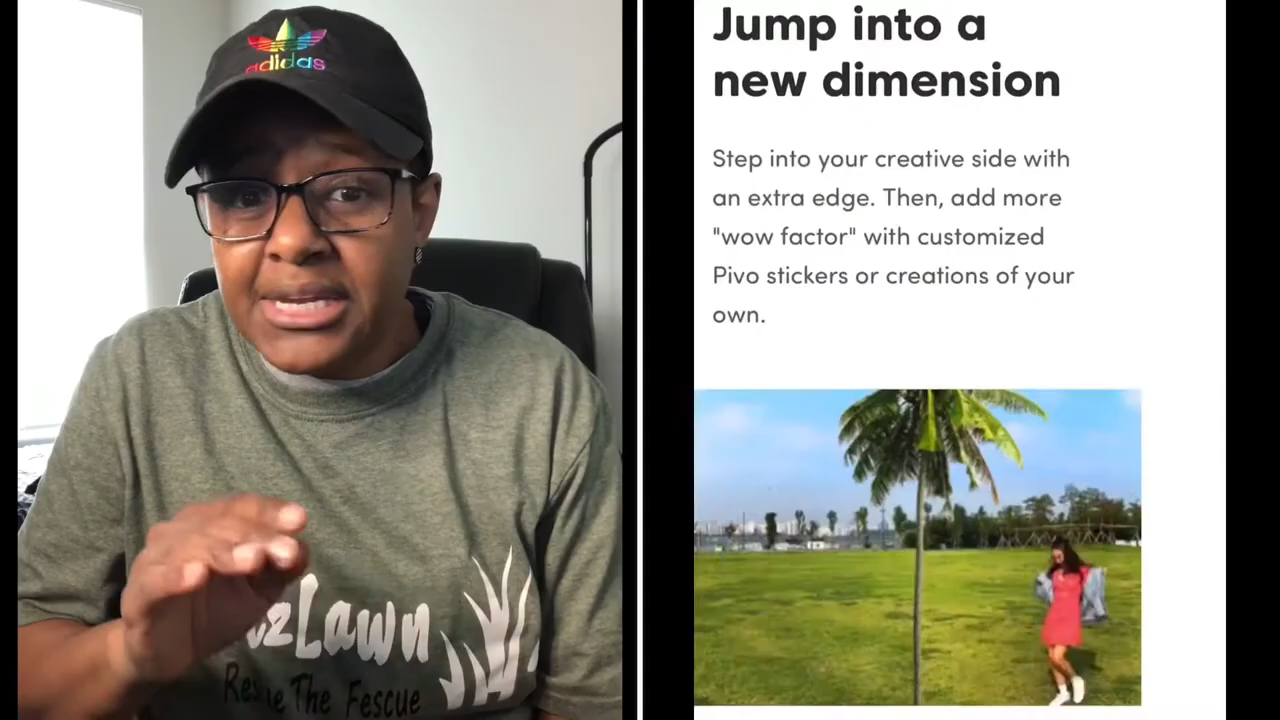 adidas
Lawn
The Fescue
Jump into a
new dimension
Step into your creative side with
an extra edge. Then, add more
"wow factor" with customized
Pivo stickers or creations of your
own.